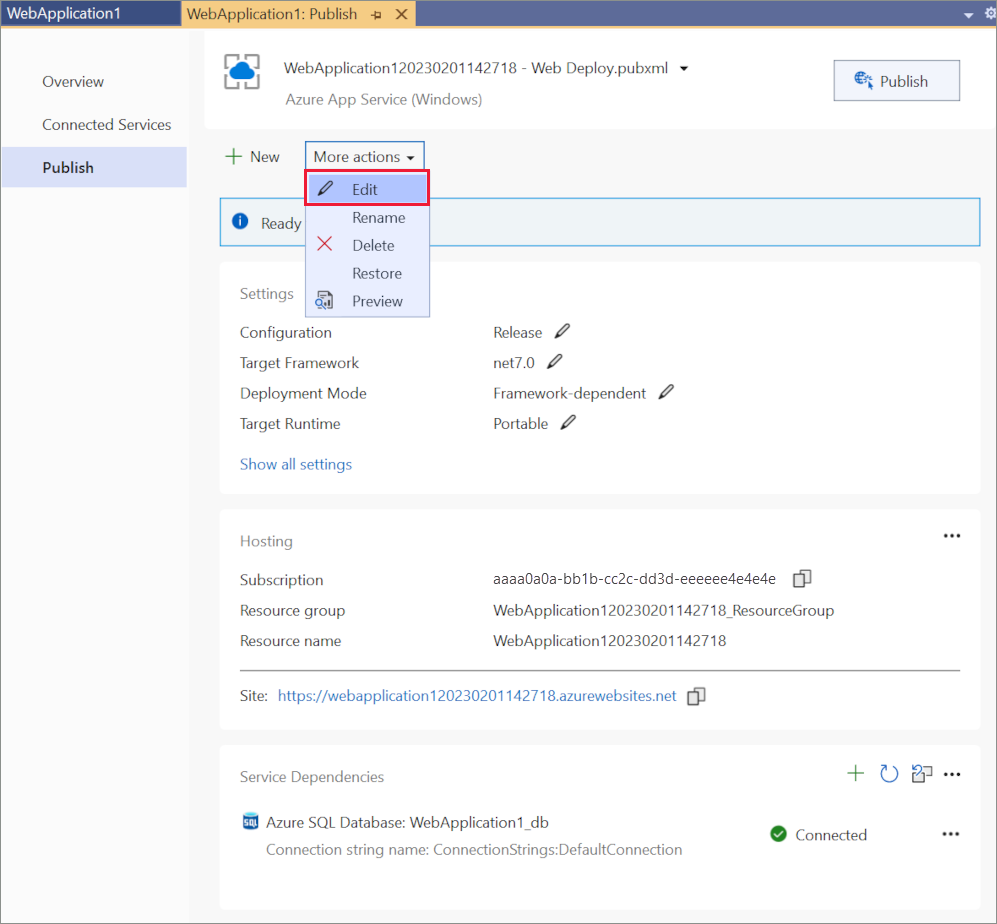 WebApplication1
WebApplication1: Publish
Overview
Connected Services
Publish
WebApplication120230201142718 - Web Deploy.pubxml
Azure App Service (Windows)
Publish
New
More actions
Edit
Rename
Delete
Restore
Preview
Ready
Settings
Configuration Release
Target Framework net7.0
Deployment Mode Framework-dependent
Target Runtime Portable
Show all settings
Hosting
Subscription aaaa0a0a-bb1b-cc2c-dd3d-eeeeee4e4e4e
Resource group WebApplication120230201142718_ResourceGroup
Resource name WebApplication120230201142718
Site: https://webapplication120230201142718.azurewebsites.net
Service Dependencies
SQL
Azure SQL Database: WebApplication1_db
Connection string name: ConnectionStrings:DefaultConnection
Connected